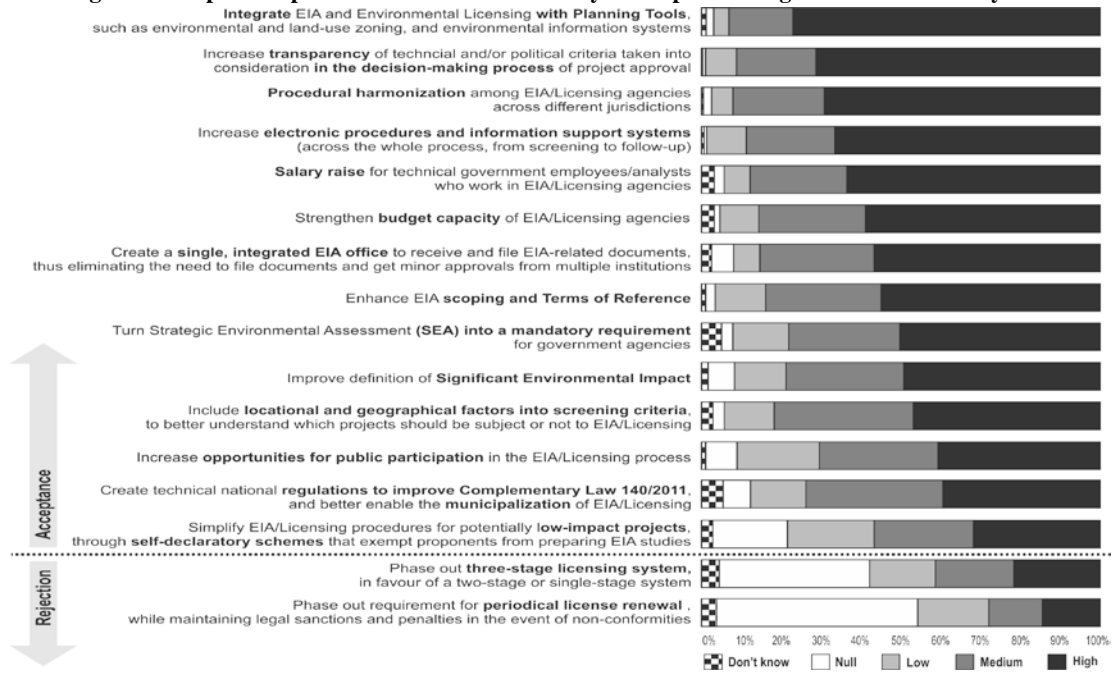 Integrate EIA and Environmental Licensing with Planning Tools,
such as environmental and land-use zoning, and environmental information systems
Increase transparency of techncial and/or political criteria taken into
consideration in the decision-making process of project approval
Procedural harmonization among EIA/Licensing agencies
across different jurisdictions
Increase electronic procedures and information support systems
(across the whole process, from screening to follow-up)
Salary raise for technical government employees/analysts
who work in EIA/Licensing agencies
Strengthen budget capacity of EIA/Licensing agencies
Create a single, integrated EIA office to receive and file EIA-related documents,
thus eliminating the need to file documents and get minor approvals from multiple institutions
Enhance EIA scoping and Terms of Reference
Turn Strategic Environmental Assessment (SEA) into a mandatory requirement
for government agencies
Improve definition of Significant Environmental Impact
Include locational and geographical factors into screening criteria,
to better understand which projects should be subject or not to EIA/Licensing
Increase opportunities for public participation in the EIA/Licensing process
Create technical national regulations to improve Complementary Law 140/2011,
and better enable the municipalization of EIA/Licensing
Simplify EIA/Licensing procedures for potentially low-impact projects,
through self-declaratory schemes that exempt proponents from preparing EIA studies
Acceptance
Phase out three-stage licensing system,
in favour of a two-stage or single-stage system
Phase out requirement for periodical license renewal ,
while maintaining legal sanctions and penalties in the event of non-conformities
Rejection
0% 10% 20% 30% 40% 50% 60% 70% 80% 90% 100%
Don't know Null Low Medium High